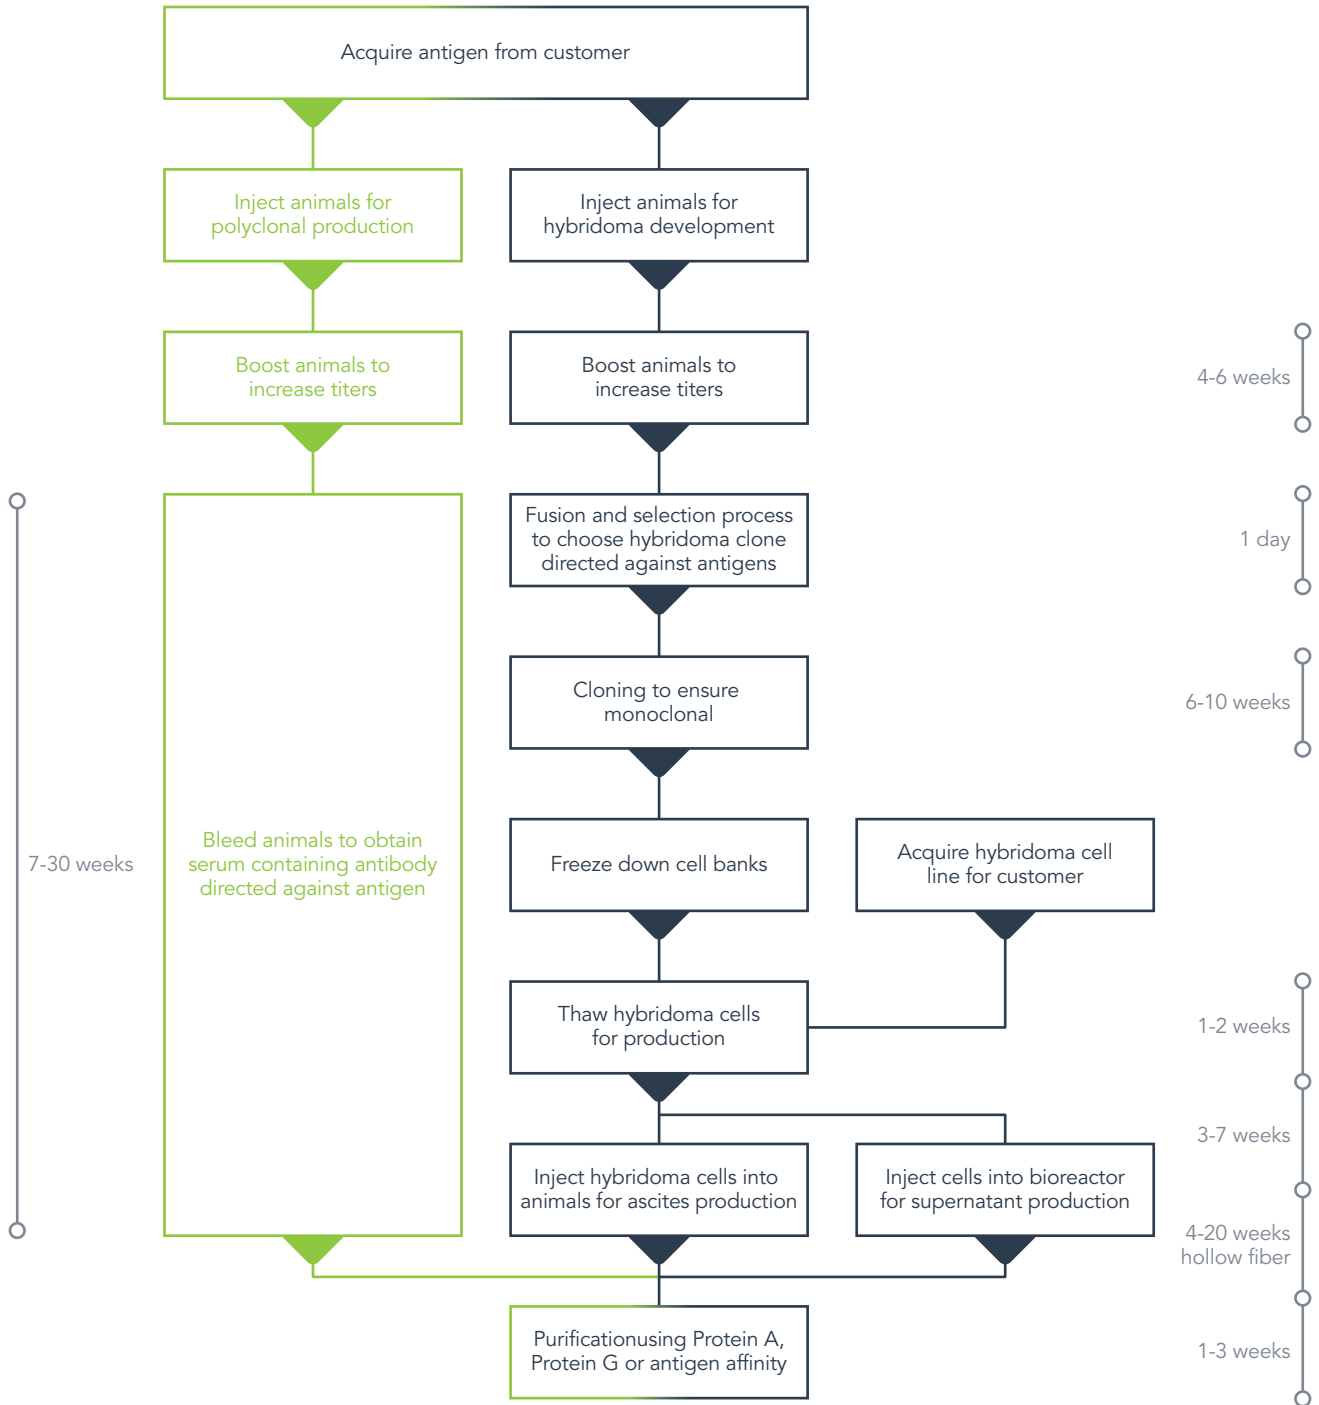 Acquire antigen from customer
Inject animals for
polyclonal production
Inject animals for
hybridoma development
Boost animals to
increase titers
Boost animals to
increase titers
4-6 weeks
Fusion and selection process
to choose hybridoma clone
directed against antigens
1 day
Cloning to ensure
monoclonal
6-10 weeks
7-30 weeks
Bleed animals to obtain
serum containing antibody
directed against antigen
Freeze down cell banks
Acquire hybridoma cell
line for customer
Thaw hybridoma cells
for production
1-2 weeks
3-7 weeks
Inject hybridoma cells into
animals for ascites production
Inject cells into bioreactor
for supernatant production
4-20 weeks
hollow fiber
Purificationusing Protein A,
Protein G or antigen affinity
1-3 weeks